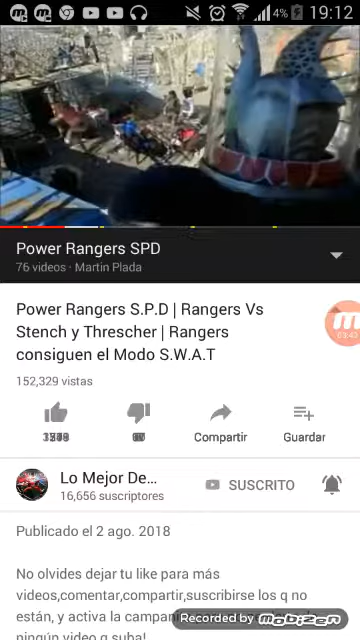 4% 19:12
Power Rangers SPD
76 videos · Martin Plada
Power Rangers S.P.D | Rangers Vs
Stench y Threscher | Rangers
consiguen el Modo S.W.A.T
03:43
152,329 vistas
Compartir
Guardar
Lo Mejor De...
SUSCRITO
16,656 suscriptores
Publicado el 2 ago. 2018
No olvides dejar tu like para más
videos,comentar,compartir,suscribirse los q no
están, y activa la
Recorded by mobizen
ningún video q suba!